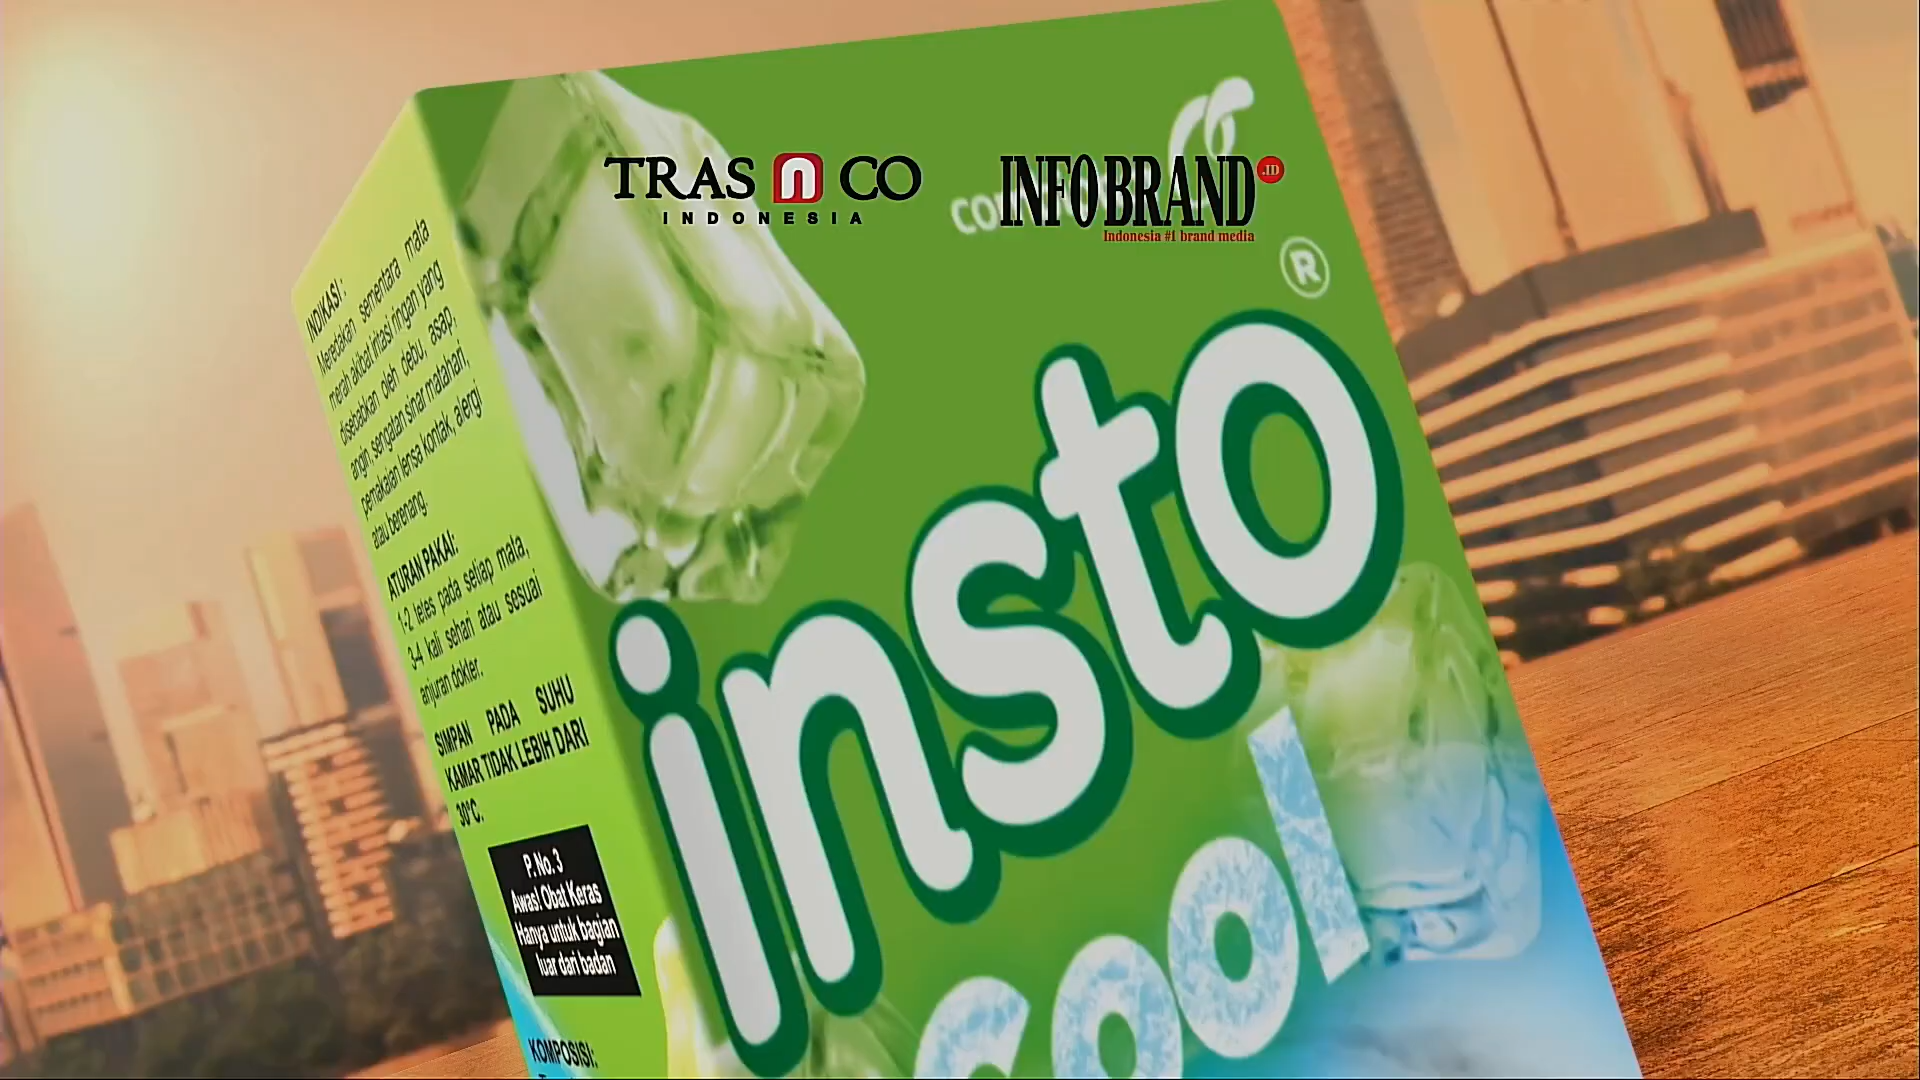 TRAS n CO
INDONESIA
INFOBRAND.ID
Indonesia #1 brand media
®
insto
cool
INDIKASI:
Meredakan sementara mata
merah akibat iritasi ringan yang
disebabkan oleh debu, asap,
angin, sengatan sinar matahari,
pemakaian lensa kontak, alergi
atau berenang.
ATURAN PAKAI:
1-2 tetes pada setiap mata,
3-4 kali sehari atau sesuai
anjuran dokter.
SIMPAN PADA SUHU
KAMAR TIDAK LEBIH DARI
30°C.
P. No. 3
Awas! Obat Keras
Hanya untuk bagian
luar dari badan
KOMPOSISI: